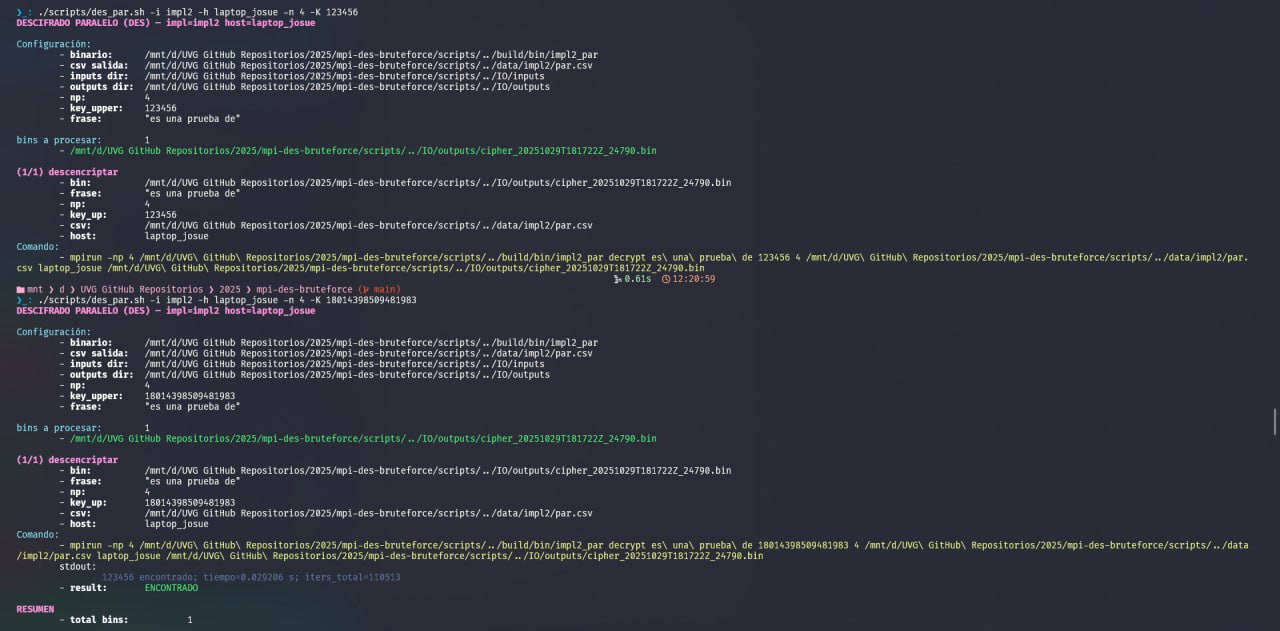 ❯_: ./scripts/des_par.sh -i impl2 -h laptop_josue -n 4 -K 123456
DESCIFRADO PARALELO (DES) — impl=impl2 host=laptop_josue
Configuración:
- binario: /mnt/d/UVG GitHub Repositorios/2025/mpi-des-bruteforce/scripts/../build/bin/impl2_par
- csv salida: /mnt/d/UVG GitHub Repositorios/2025/mpi-des-bruteforce/scripts/../data/impl2/par.csv
- inputs dir: /mnt/d/UVG GitHub Repositorios/2025/mpi-des-bruteforce/scripts/../IO/inputs
- outputs dir: /mnt/d/UVG GitHub Repositorios/2025/mpi-des-bruteforce/scripts/../IO/outputs
- np: 4
- key_upper: 123456
- frase: "es una prueba de"
bins a procesar: 1
- /mnt/d/UVG GitHub Repositorios/2025/mpi-des-bruteforce/scripts/../IO/outputs/cipher_20251029T181722Z_24790.bin
(1/1) descencriptar
- bin: /mnt/d/UVG GitHub Repositorios/2025/mpi-des-bruteforce/scripts/../IO/outputs/cipher_20251029T181722Z_24790.bin
- frase: "es una prueba de"
- np: 4
- key_up: 123456
- csv: /mnt/d/UVG GitHub Repositorios/2025/mpi-des-bruteforce/scripts/../data/impl2/par.csv
- host: laptop_josue
Comando:
- mpirun -np 4 /mnt/d/UVG\ GitHub\ Repositorios/2025/mpi-des-bruteforce/scripts/../build/bin/impl2_par decrypt es\ una\ prueba\ de 123456 4 /mnt/d/UVG\ GitHub\ Repositorios/2025/mpi-des-bruteforce/scripts/../data/impl2/par.
csv laptop_josue /mnt/d/UVG\ GitHub\ Repositorios/2025/mpi-des-bruteforce/scripts/../IO/outputs/cipher_20251029T181722Z_24790.bin
0.61s 12:20:59
mnt ❯ d ❯ UVG GitHub Repositorios ❯ 2025 ❯ mpi-des-bruteforce ( main)
❯_: ./scripts/des_par.sh -i impl2 -h laptop_josue -n 4 -K 18014398509481983
DESCIFRADO PARALELO (DES) — impl=impl2 host=laptop_josue
Configuración:
- binario: /mnt/d/UVG GitHub Repositorios/2025/mpi-des-bruteforce/scripts/../build/bin/impl2_par
- csv salida: /mnt/d/UVG GitHub Repositorios/2025/mpi-des-bruteforce/scripts/../data/impl2/par.csv
- inputs dir: /mnt/d/UVG GitHub Repositorios/2025/mpi-des-bruteforce/scripts/../IO/inputs
- outputs dir: /mnt/d/UVG GitHub Repositorios/2025/mpi-des-bruteforce/scripts/../IO/outputs
- np: 4
- key_upper: 18014398509481983
- frase: "es una prueba de"
bins a procesar: 1
- /mnt/d/UVG GitHub Repositorios/2025/mpi-des-bruteforce/scripts/../IO/outputs/cipher_20251029T181722Z_24790.bin
(1/1) descencriptar
- bin: /mnt/d/UVG GitHub Repositorios/2025/mpi-des-bruteforce/scripts/../IO/outputs/cipher_20251029T181722Z_24790.bin
- frase: "es una prueba de"
- np: 4
- key_up: 18014398509481983
- csv: /mnt/d/UVG GitHub Repositorios/2025/mpi-des-bruteforce/scripts/../data/impl2/par.csv
- host: laptop_josue
Comando:
- mpirun -np 4 /mnt/d/UVG\ GitHub\ Repositorios/2025/mpi-des-bruteforce/scripts/../build/bin/impl2_par decrypt es\ una\ prueba\ de 18014398509481983 4 /mnt/d/UVG\ GitHub\ Repositorios/2025/mpi-des-bruteforce/scripts/../data
/impl2/par.csv laptop_josue /mnt/d/UVG\ GitHub\ Repositorios/2025/mpi-des-bruteforce/scripts/../IO/outputs/cipher_20251029T181722Z_24790.bin
stdout:
123456 encontrado; tiempo=0.029206 s; iters_total=110513
- result: ENCONTRADO
RESUMEN
- total bins: 1